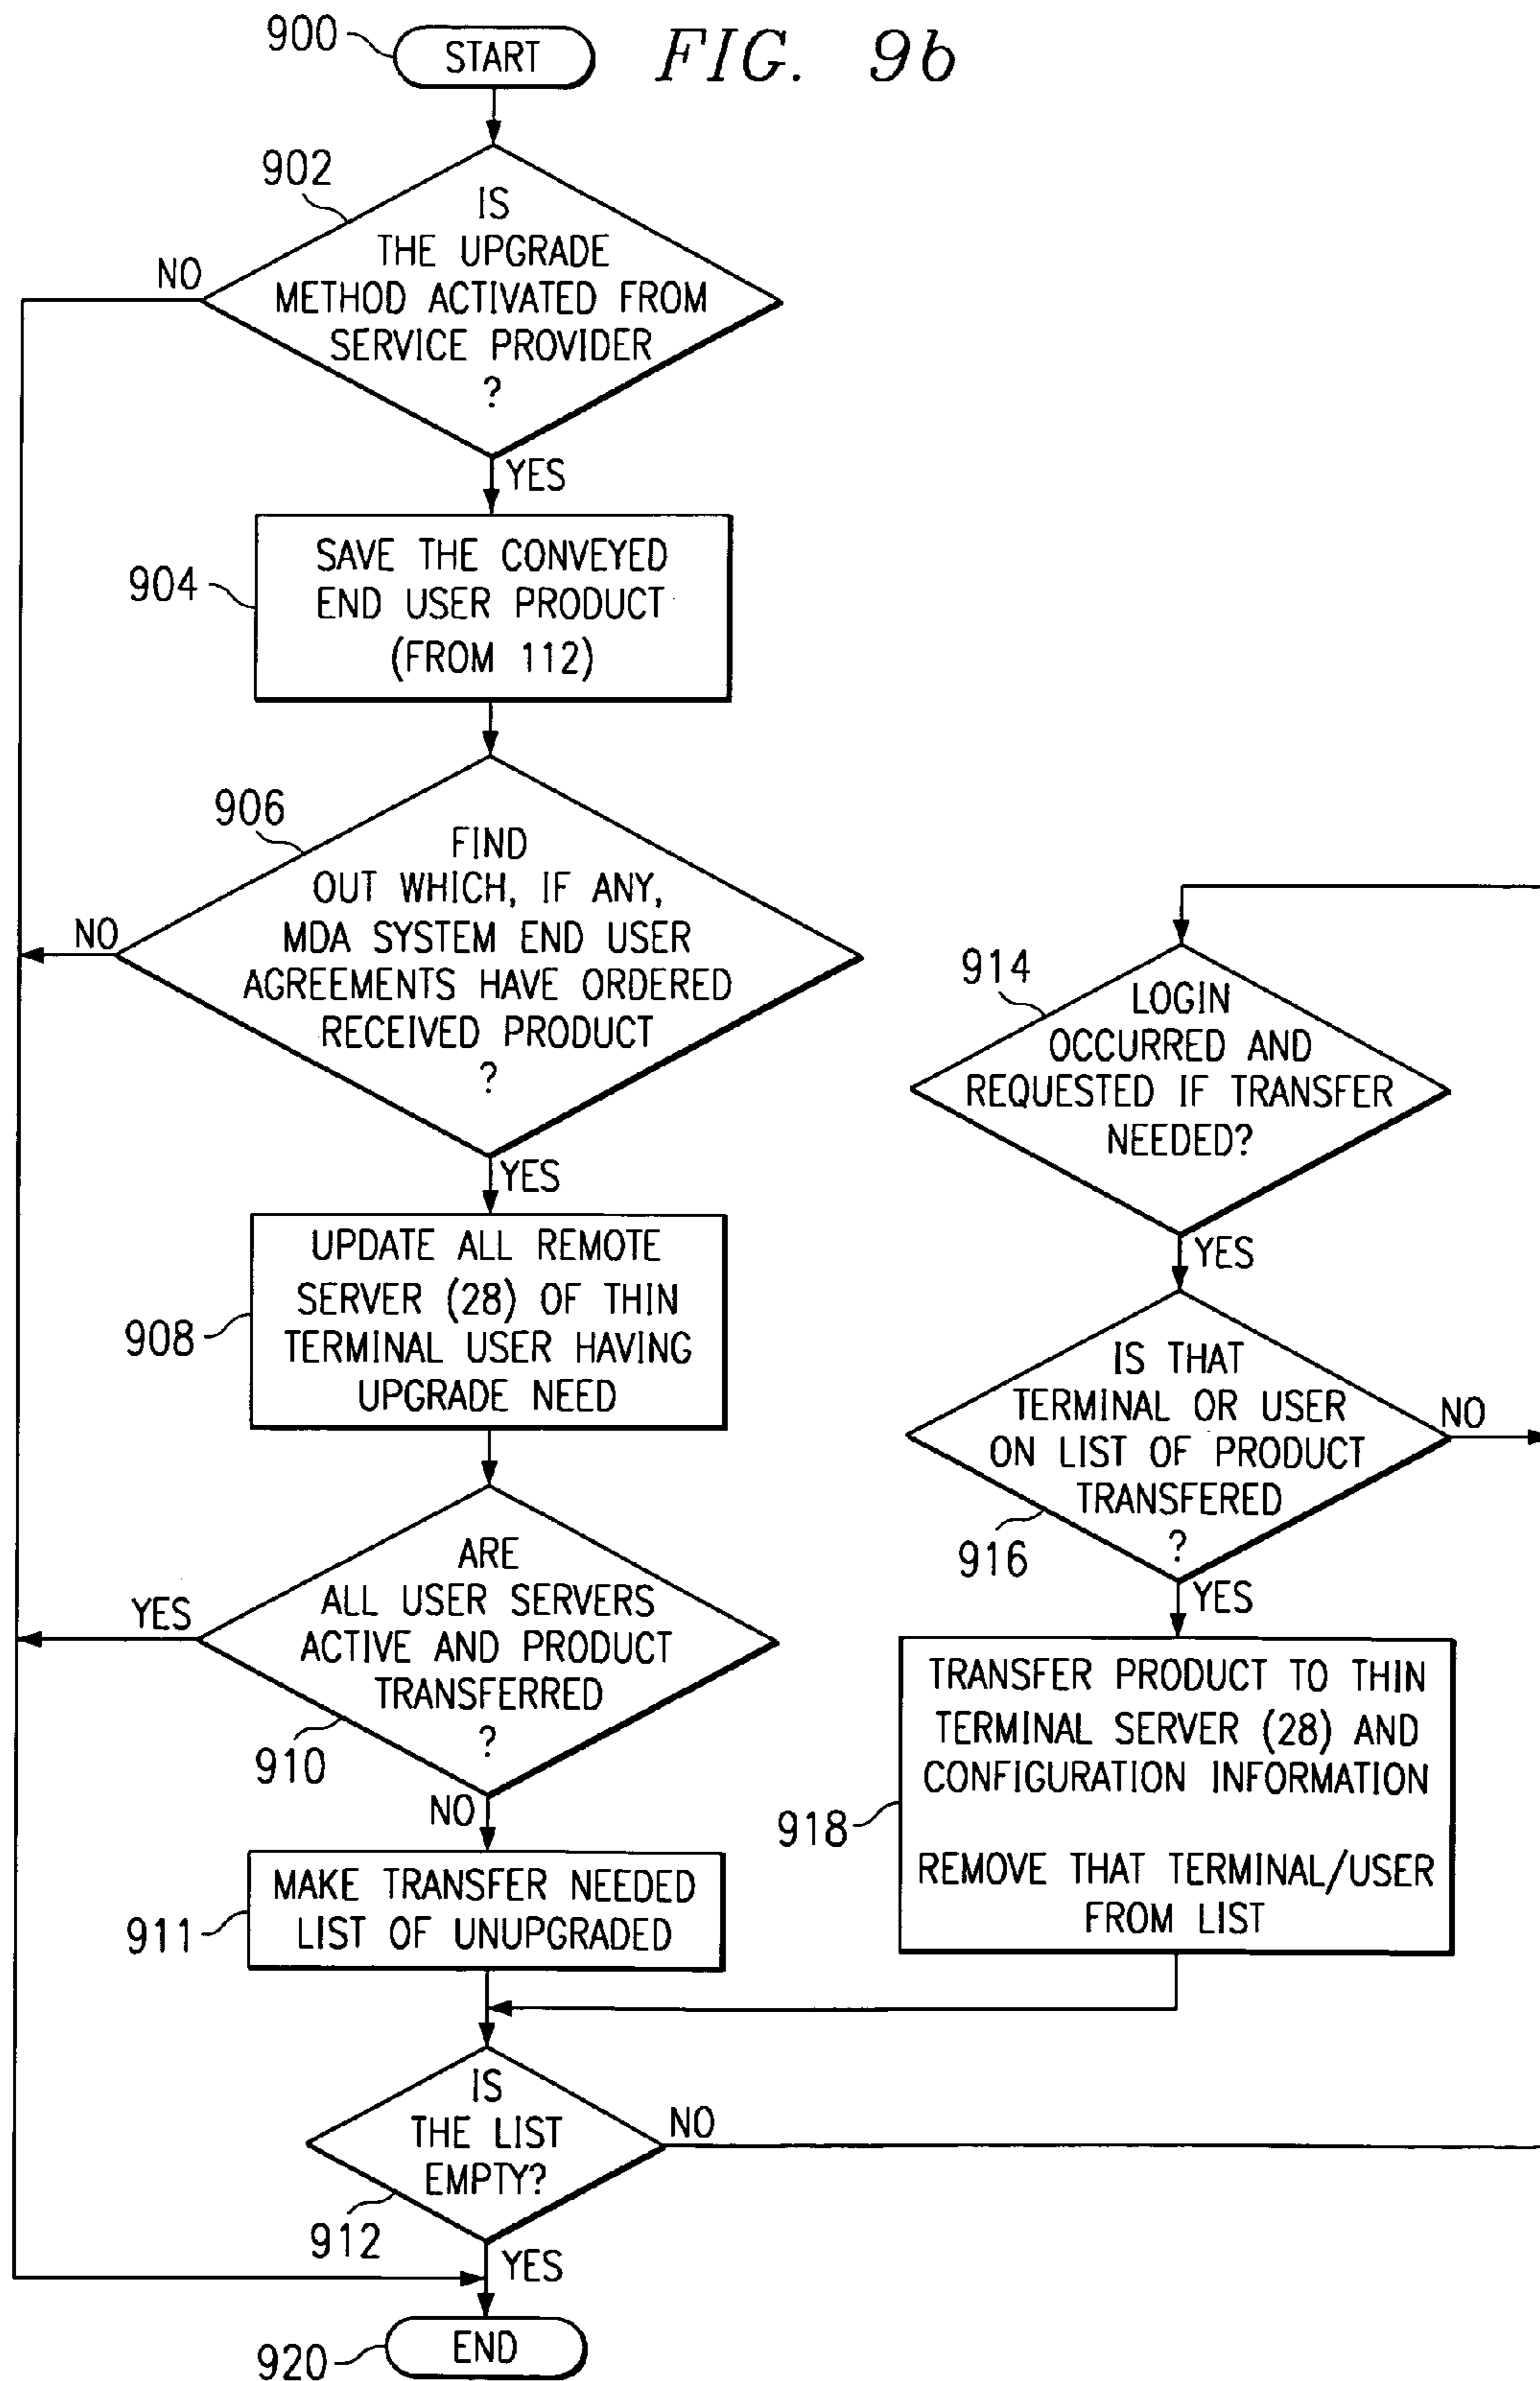 900
START
FIG. 9b
902
IS
THE UPGRADE
METHOD ACTIVATED FROM
SERVICE PROVIDER
?
NO
YES
904
SAVE THE CONVEYED
END USER PRODUCT
(FROM 112)
906
FIND
OUT WHICH, IF ANY,
MDA SYSTEM END USER
AGREEMENTS HAVE ORDERED
RECEIVED PRODUCT
?
NO
YES
908
UPDATE ALL REMOTE
SERVER (28) OF THIN
TERMINAL USER HAVING
UPGRADE NEED
910
ARE
ALL USER SERVERS
ACTIVE AND PRODUCT
TRANSFERRED
?
YES
NO
911
MAKE TRANSFER NEEDED
LIST OF UNUPGRADED
912
IS
THE LIST
EMPTY?
NO
YES
914
LOGIN
OCCURRED AND
REQUESTED IF TRANSFER
NEEDED?
YES
916
IS THAT
TERMINAL OR USER
ON LIST OF PRODUCT
TRANSFERED
?
NO
YES
918
TRANSFER PRODUCT TO THIN
TERMINAL SERVER (28) AND
CONFIGURATION INFORMATION
REMOVE THAT TERMINAL/USER
FROM LIST
920
END